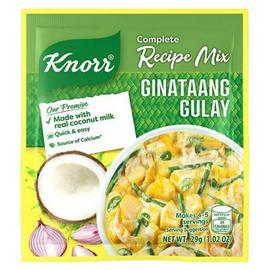 Complete
Knorr®
Recipe Mix
GINATAANG
GULAY
Our Promise
Made with
real coconut milk
Quick & easy
Source of Calcium*
Makes 4-5
servings
Serving Suggestion
NET WT. 29g (1.02 OZ)